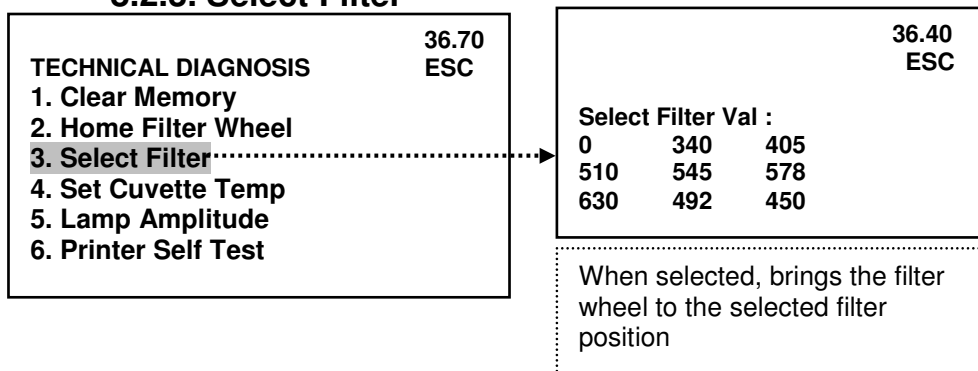 36.70
TECHNICAL DIAGNOSIS ESC
1. Clear Memory
2. Home Filter Wheel
3. Select Filter
4. Set Cuvette Temp
5. Lamp Amplitude
6. Printer Self Test
36.40
ESC
Select Filter Val :
0 340 405
510 545 578
630 492 450
When selected, brings the filter
wheel to the selected filter
position